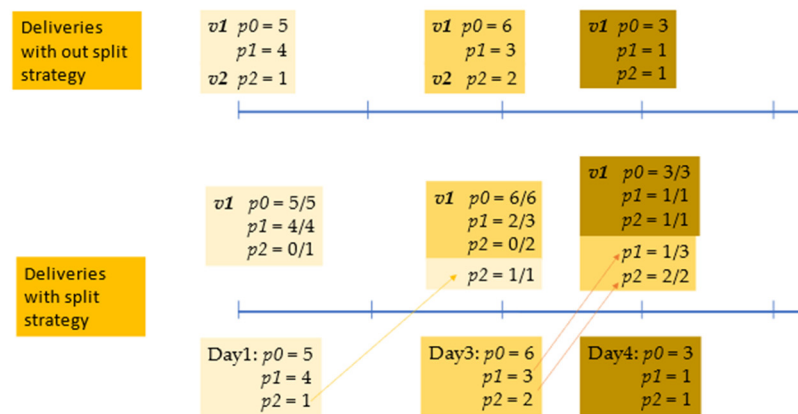 Deliveries
with out split
strategy
v1 p0 = 5
p1 = 4
v2 p2 = 1
v1 p0 = 6
p1 = 3
v2 p2 = 2
v1 p0 = 3
p1 = 1
p2 = 1
Deliveries
with split
strategy
v1 p0 = 5/5
p1 = 4/4
p2 = 0/1
v1 p0 = 6/6
p1 = 2/3
p2 = 0/2
p2 = 1/1
v1 p0 = 3/3
p1 = 1/1
p2 = 1/1
p1 = 1/3
p2 = 2/2
Day1: p0 = 5
p1 = 4
p2 = 1
Day3: p0 = 6
p1 = 3
p2 = 2
Day4: p0 = 3
p1 = 1
p2 = 1